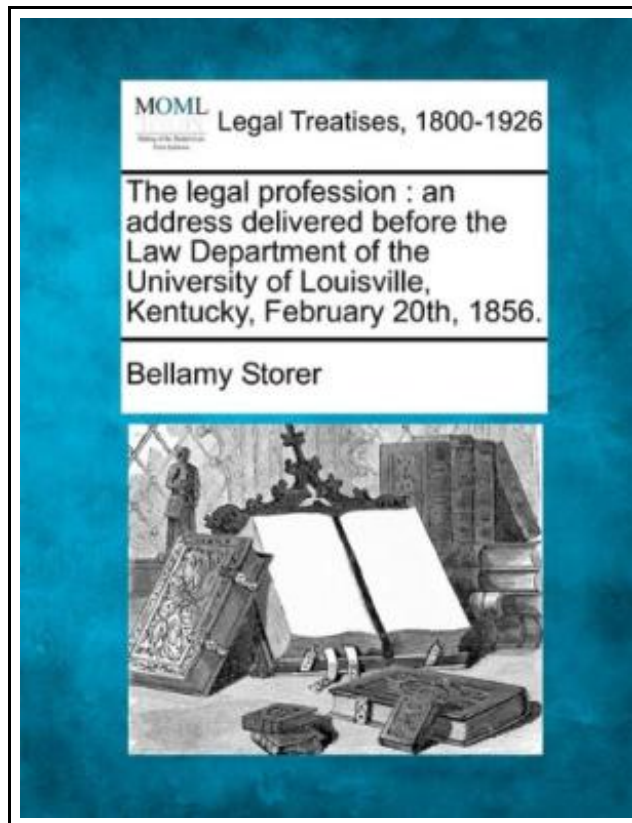 MOML
Legal Treatises, 1800-1926
The legal profession : an
address delivered before the
Law Department of the
University of Louisville,
Kentucky, February 20th, 1856.
Bellamy Storer